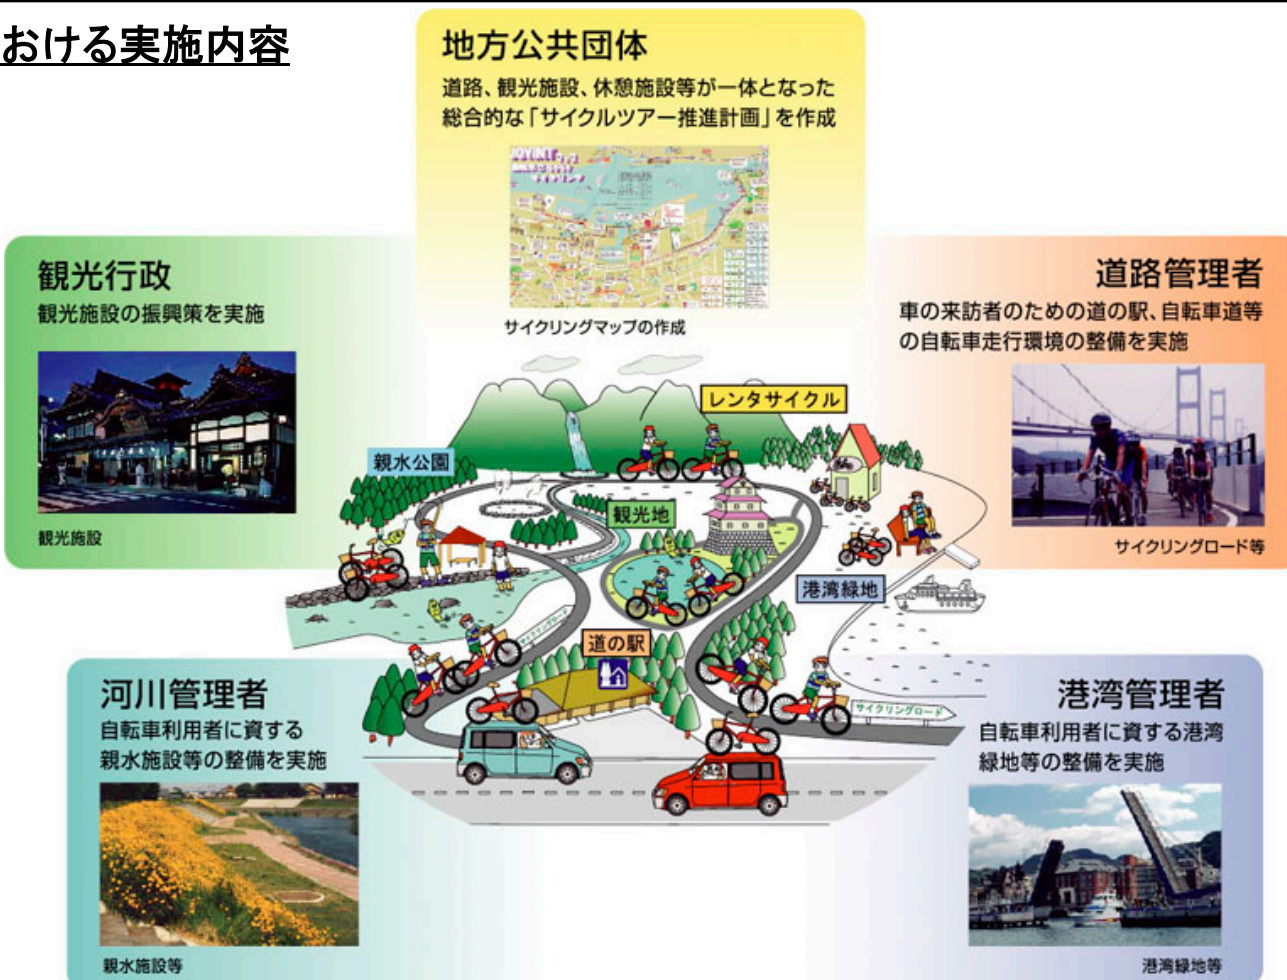 おける実施内容
地方公共団体
道路、観光施設、休憩施設等が一体となった
総合的な「サイクルツアー推進計画」を作成
サイクリングマップの作成
観光行政
観光施設の振興策を実施
観光施設
道路管理者
車の来訪者のための道の駅、自転車道等
の自転車走行環境の整備を実施
サイクリングロード等
レンタサイクル
親水公園
観光地
港湾緑地
サイクリングロード
道の駅
サイクリングロード
河川管理者
自転車利用者に資する
親水施設等の整備を実施
親水施設等
港湾管理者
自転車利用者に資する港湾
緑地等の整備を実施
港湾緑地等